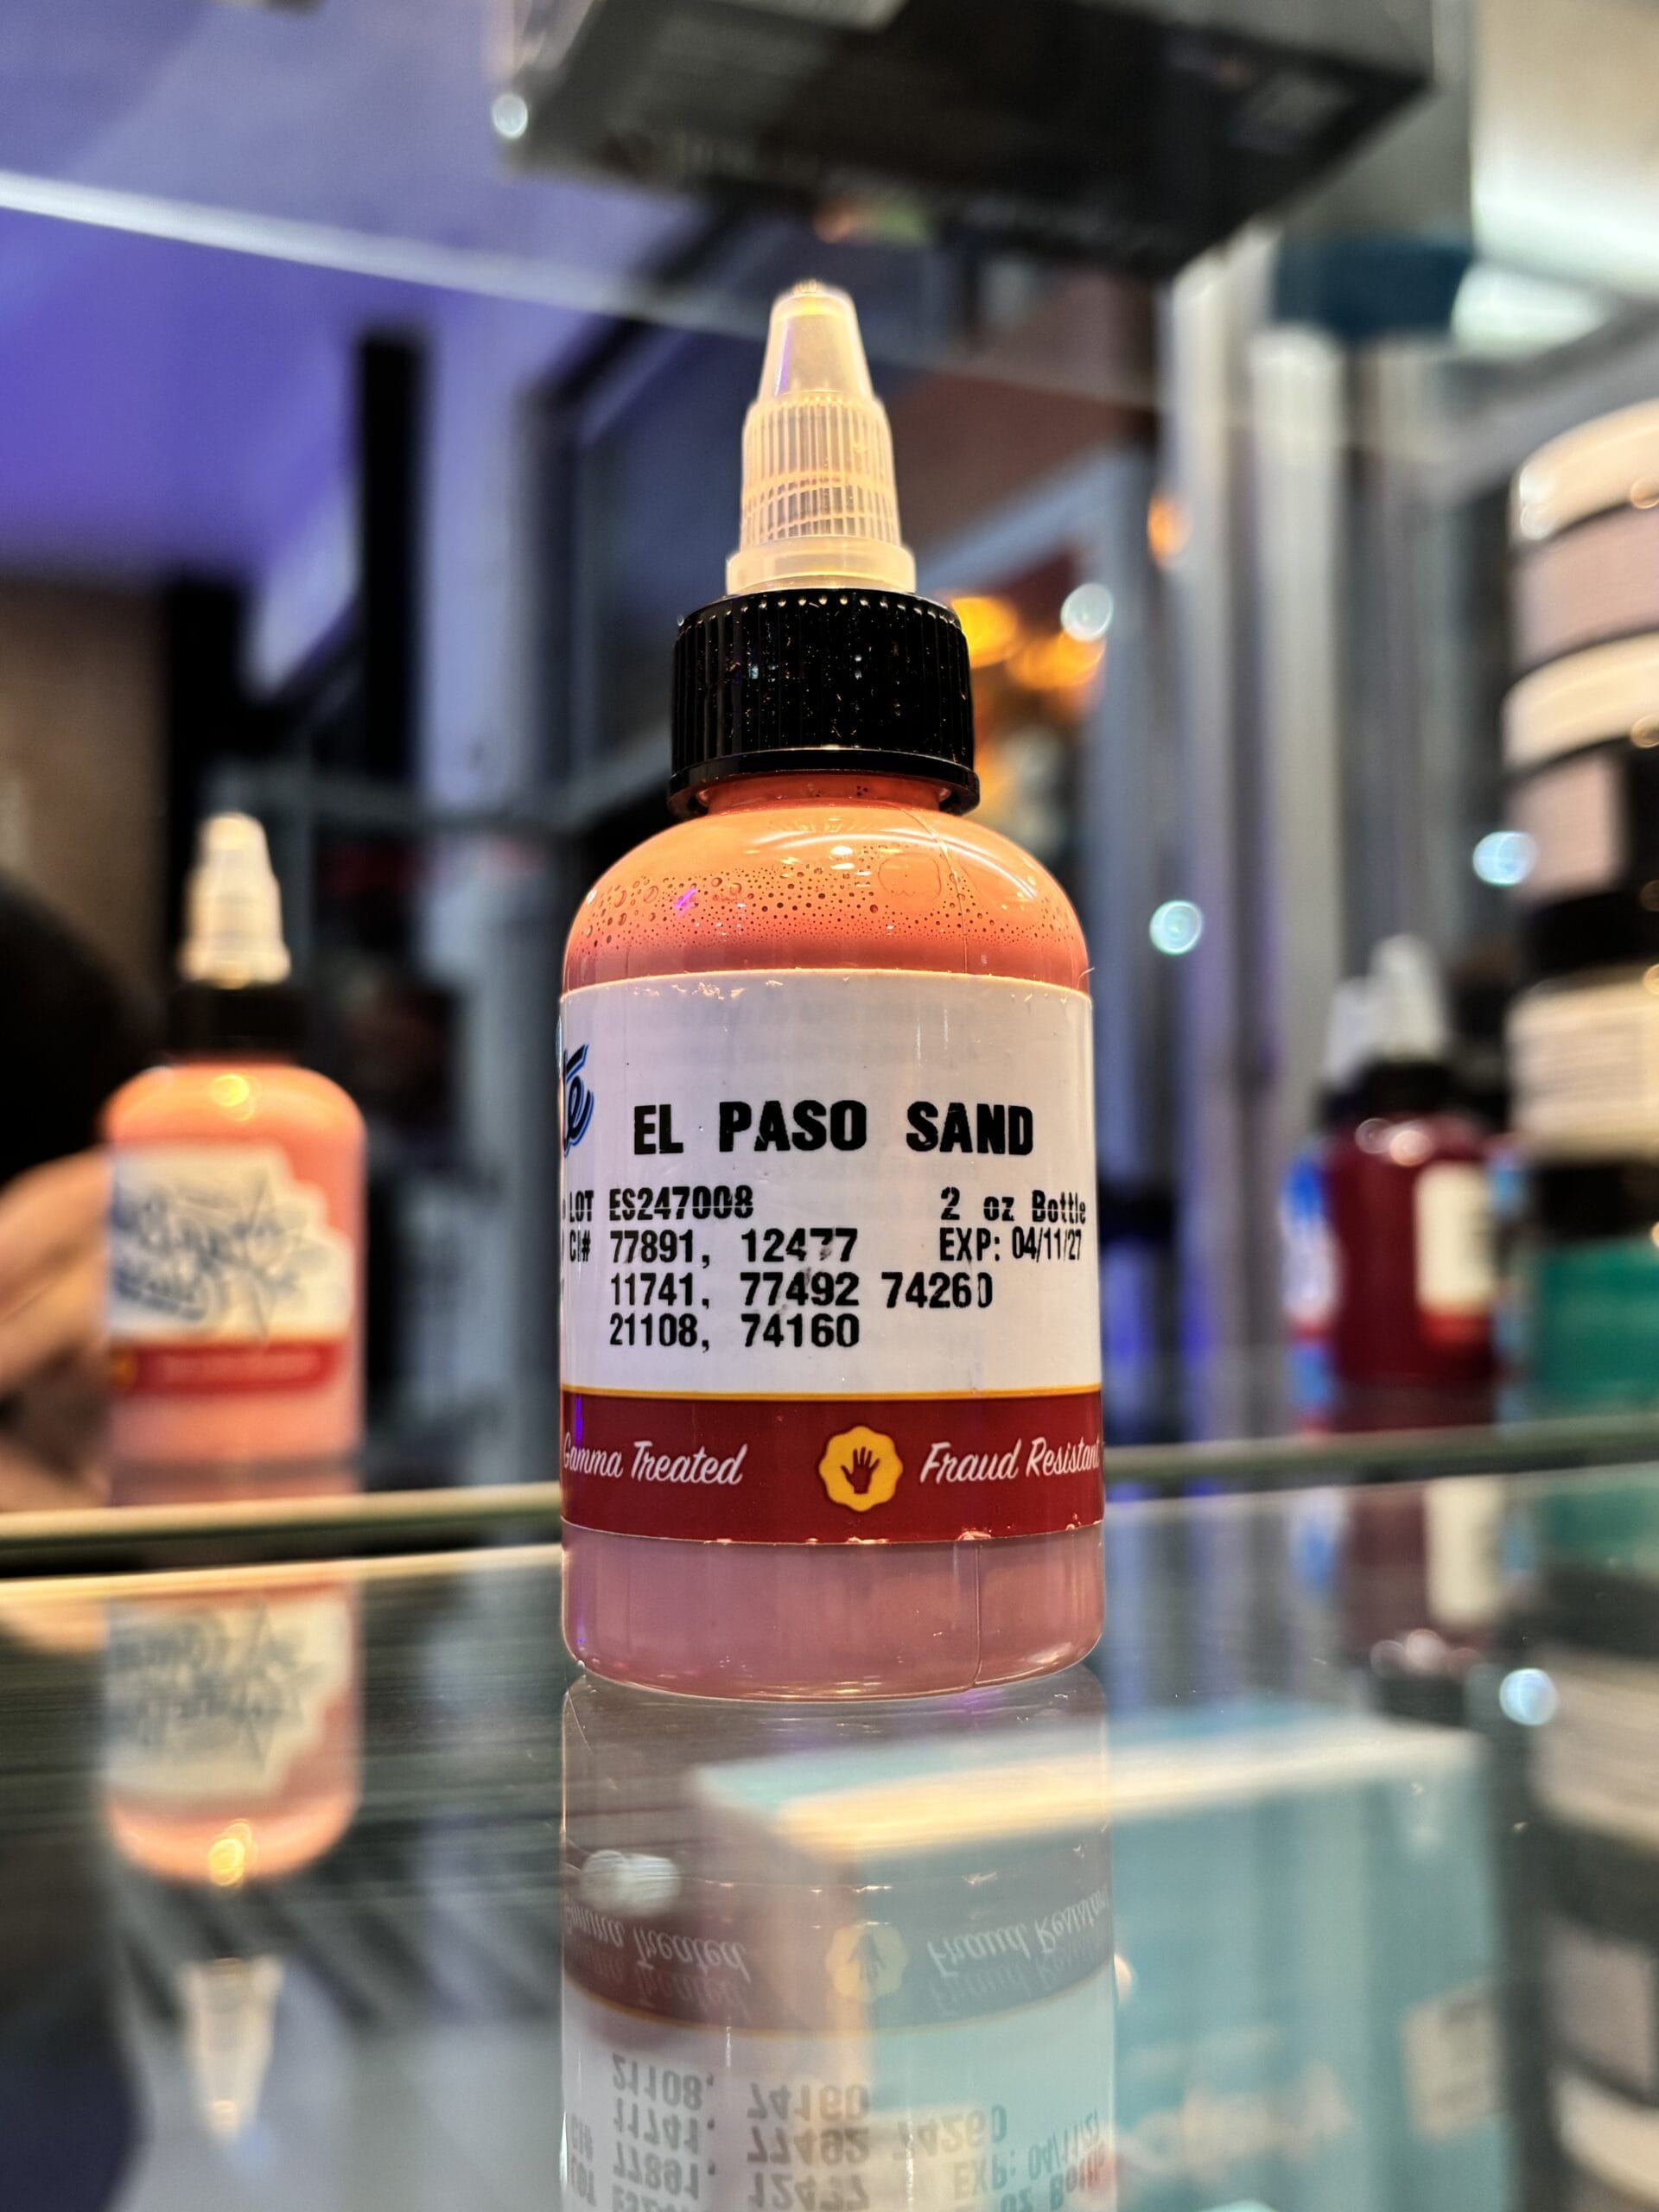 te
EL PASO SAND
LOT ES247008 2 oz Bottle
CI# 77891, 12477 EXP: 04/11/27
11741, 77492 74260
21108, 74160
Gamma Treated Fraud Resistant